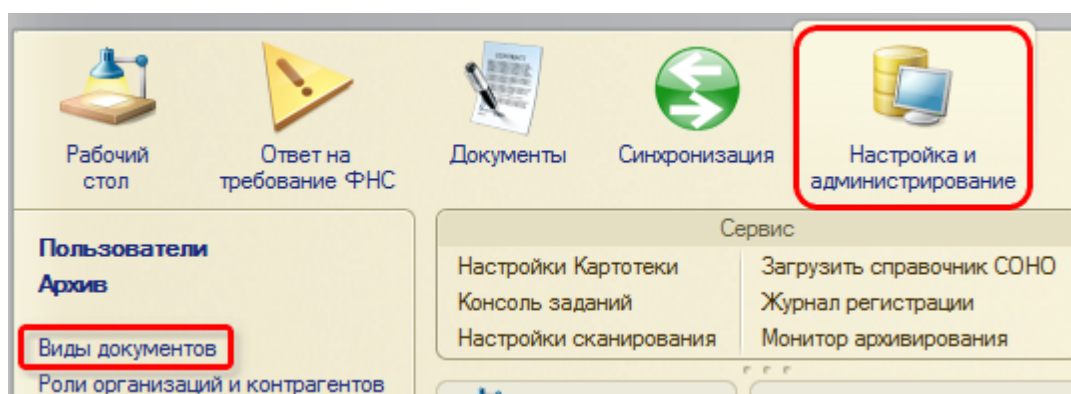 Рабочий
стол
Ответ на
требование ФНС
Документы
Синхронизация
Настройка и
администрирование
Пользователи
Архив
Виды документов
Роли организаций и контрагентов
Сервис
Настройки Картотеки
Консоль заданий
Настройки сканирования
Загрузить справочник СОНО
Журнал регистрации
Монитор архивирования